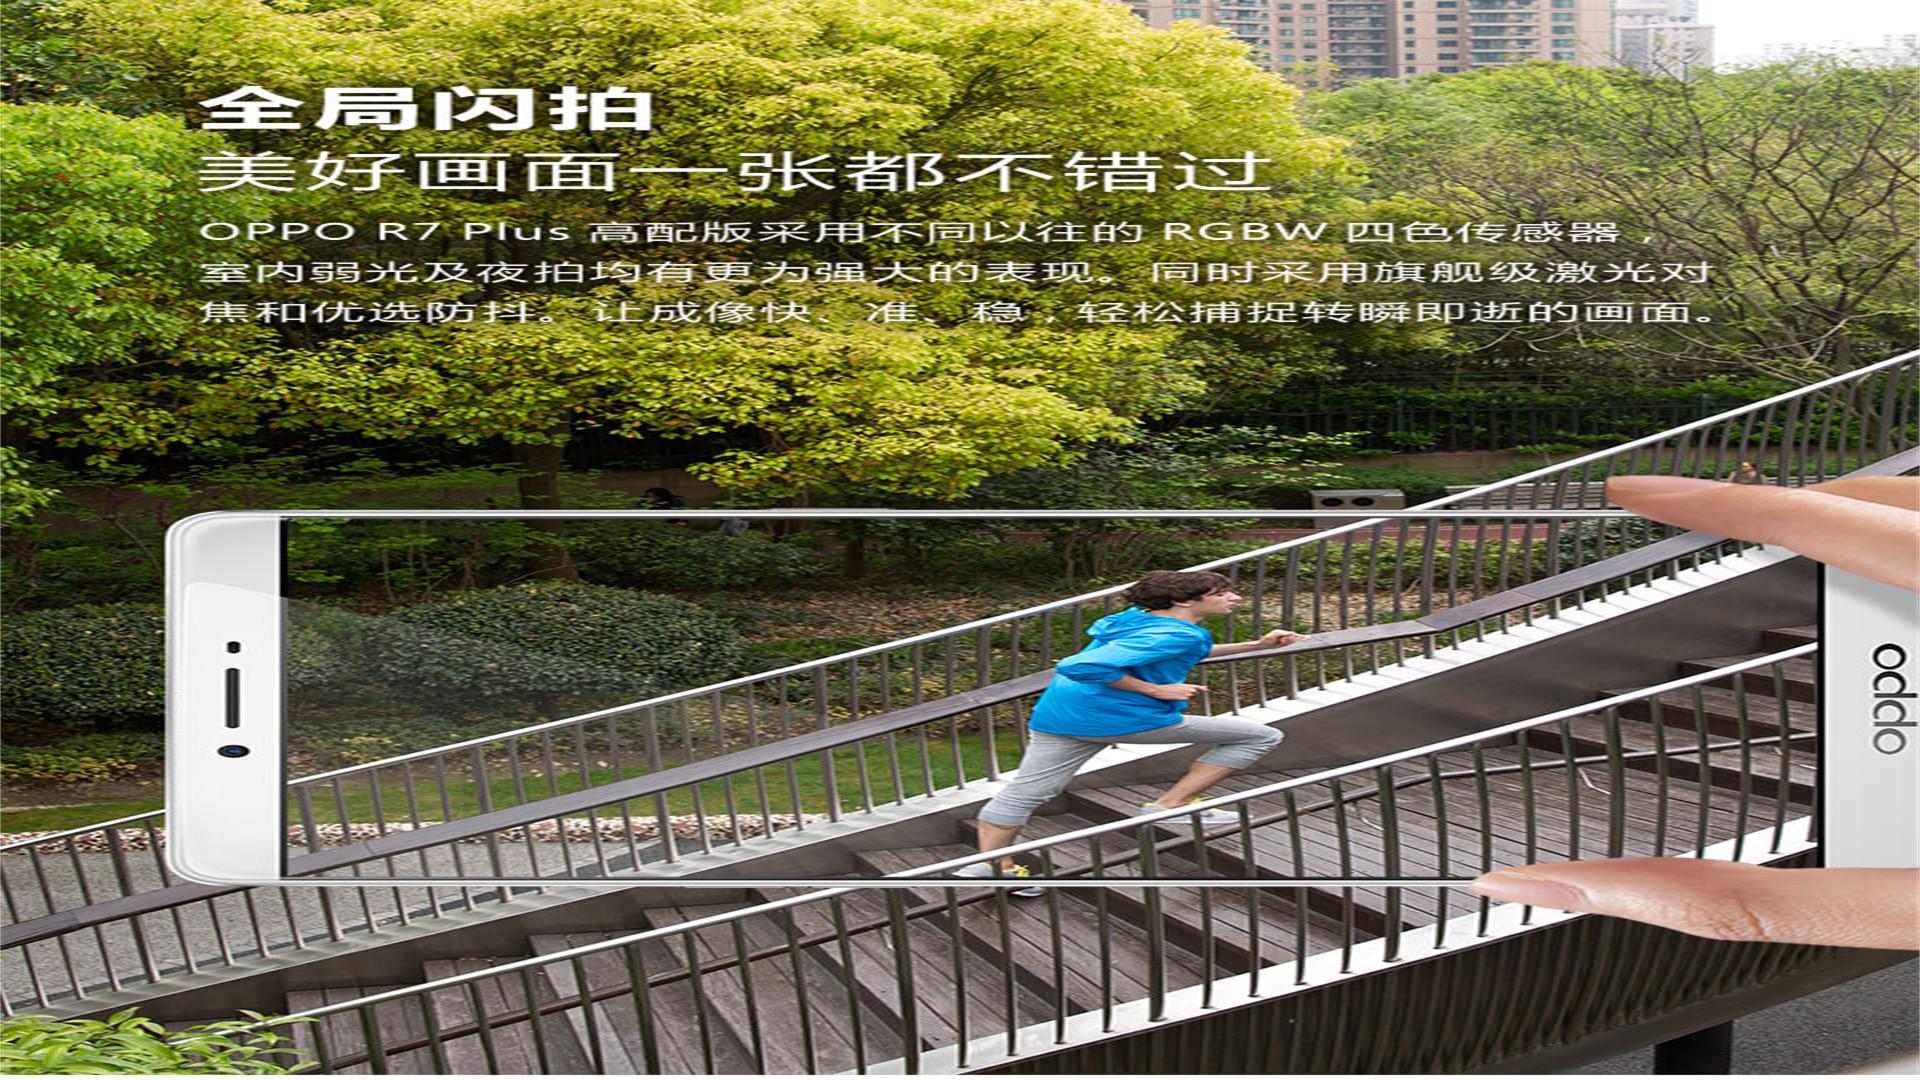 全局闪拍
美好画面一张都不错过
OPPO R7 Plus 高配版采用不同以往的 RGBW 四色传感器，
室内弱光及夜拍均有更为强大的表现。同时采用旗舰级激光对
焦和优选防抖。让成像快、准、稳，轻松捕捉转瞬即逝的画面。
oppo